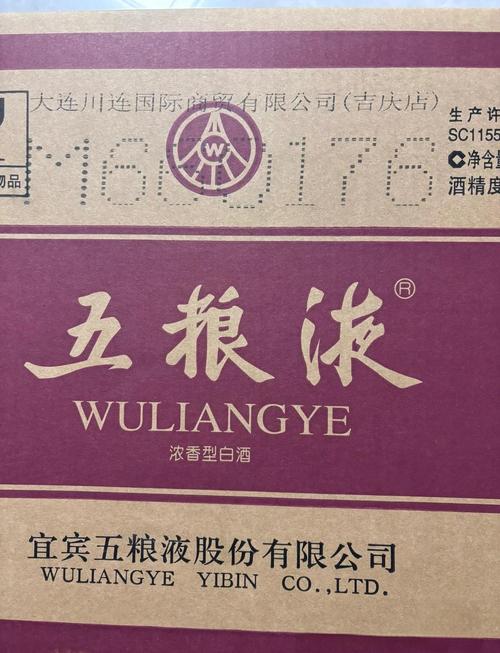 大连川连国际商贸有限公司(吉庆店)
M600176
W
生产许
SC1155
净含量
酒精度
物品
五粮液®
WULIANGYE
浓香型白酒
宜宾五粮液股份有限公司
WULIANGYE YIBIN CO.,LTD.